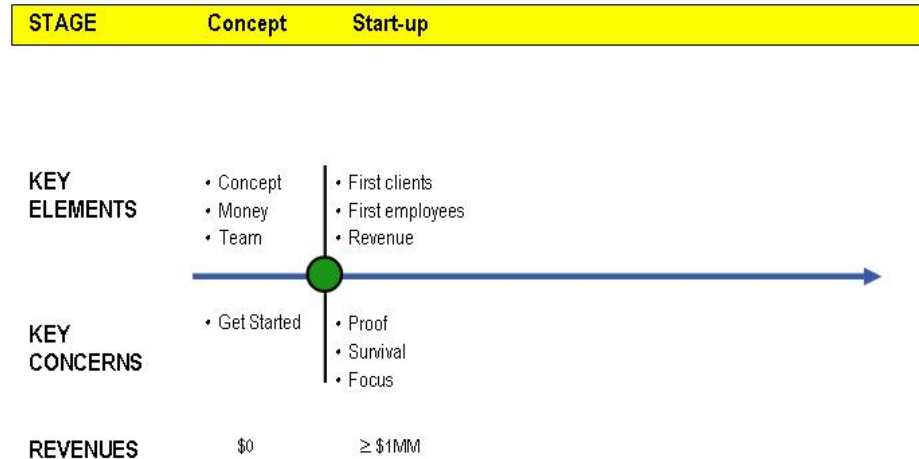 STAGE Concept Start-up
KEY ELEMENTS
• Concept
• Money
• Team
• First clients
• First employees
• Revenue
KEY CONCERNS
• Get Started
• Proof
• Survival
• Focus
REVENUES $0 ≥ $1MM